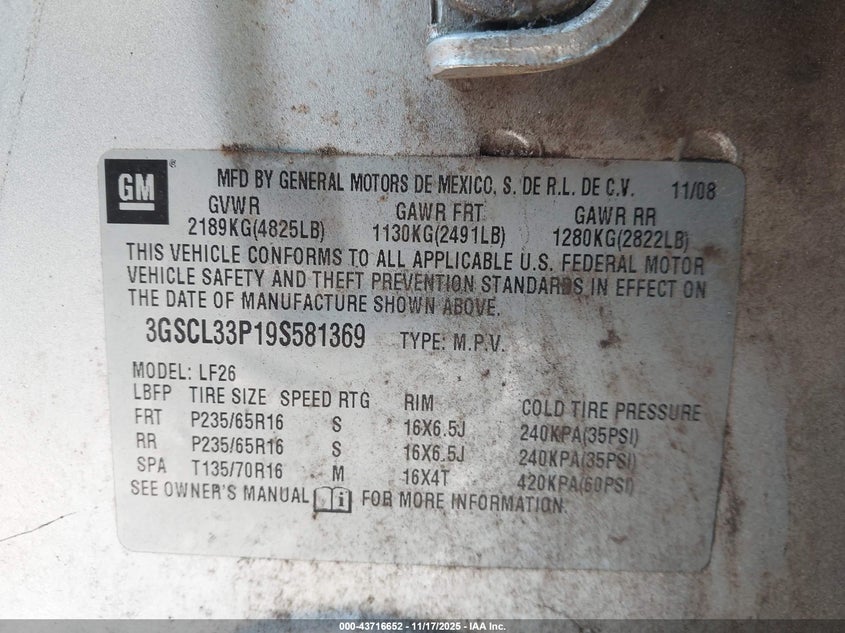 GM ® MFD BY GENERAL MOTORS DE MEXICO, S. DE R.L. DE C.V. 11/08
GVWR GAWR FRT GAWR RR
2189KG(4825LB) 1130KG(2491LB) 1280KG(2822LB)
THIS VEHICLE CONFORMS TO ALL APPLICABLE U.S. FEDERAL MOTOR
VEHICLE SAFETY AND THEFT PREVENTION STANDARDS IN EFFECT ON
THE DATE OF MANUFACTURE SHOWN ABOVE.
3GSCL33P19S581369 TYPE: M.P.V.
MODEL: LF26
LBFP TIRE SIZE SPEED RTG RIM COLD TIRE PRESSURE
FRT P235/65R16 S 16X6.5J 240KPA(35PSI)
RR P235/65R16 S 16X6.5J 240KPA(35PSI)
SPA T135/70R16 M 16X4T 420KPA(60PSI)
SEE OWNER'S MANUAL i FOR MORE INFORMATION.
000-43716652 - 11/17/2025 - IAA Inc.